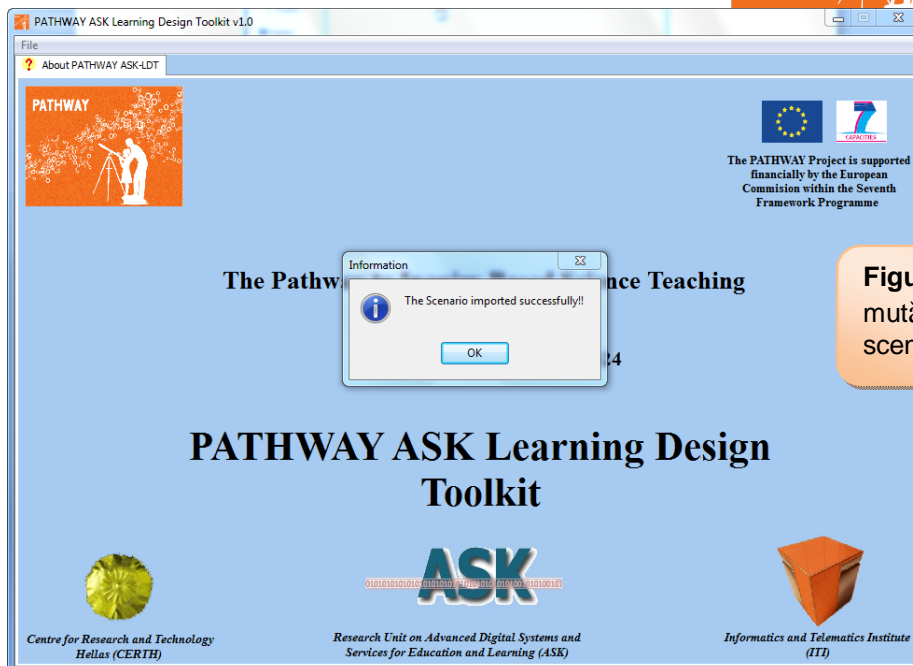 PATHWAY ASK Learning Design Toolkit v1.0
File
? About PATHWAY ASK-LDT
PATHWAY
7
CAPACITIES
The PATHWAY Project is supported
financially by the European
Commision within the Seventh
Framework Programme
Information
The Scenario imported successfully!!
OK
The
nce Teaching
24
scen
PATHWAY ASK Learning Design
Toolkit
ASK
Centre for Research and Technology
Hellas (CERTH)
Research Unit on Advanced Digital Systems and
Services for Education and Learning (ASK)
Informatics and Telematics Institute
(ITI)